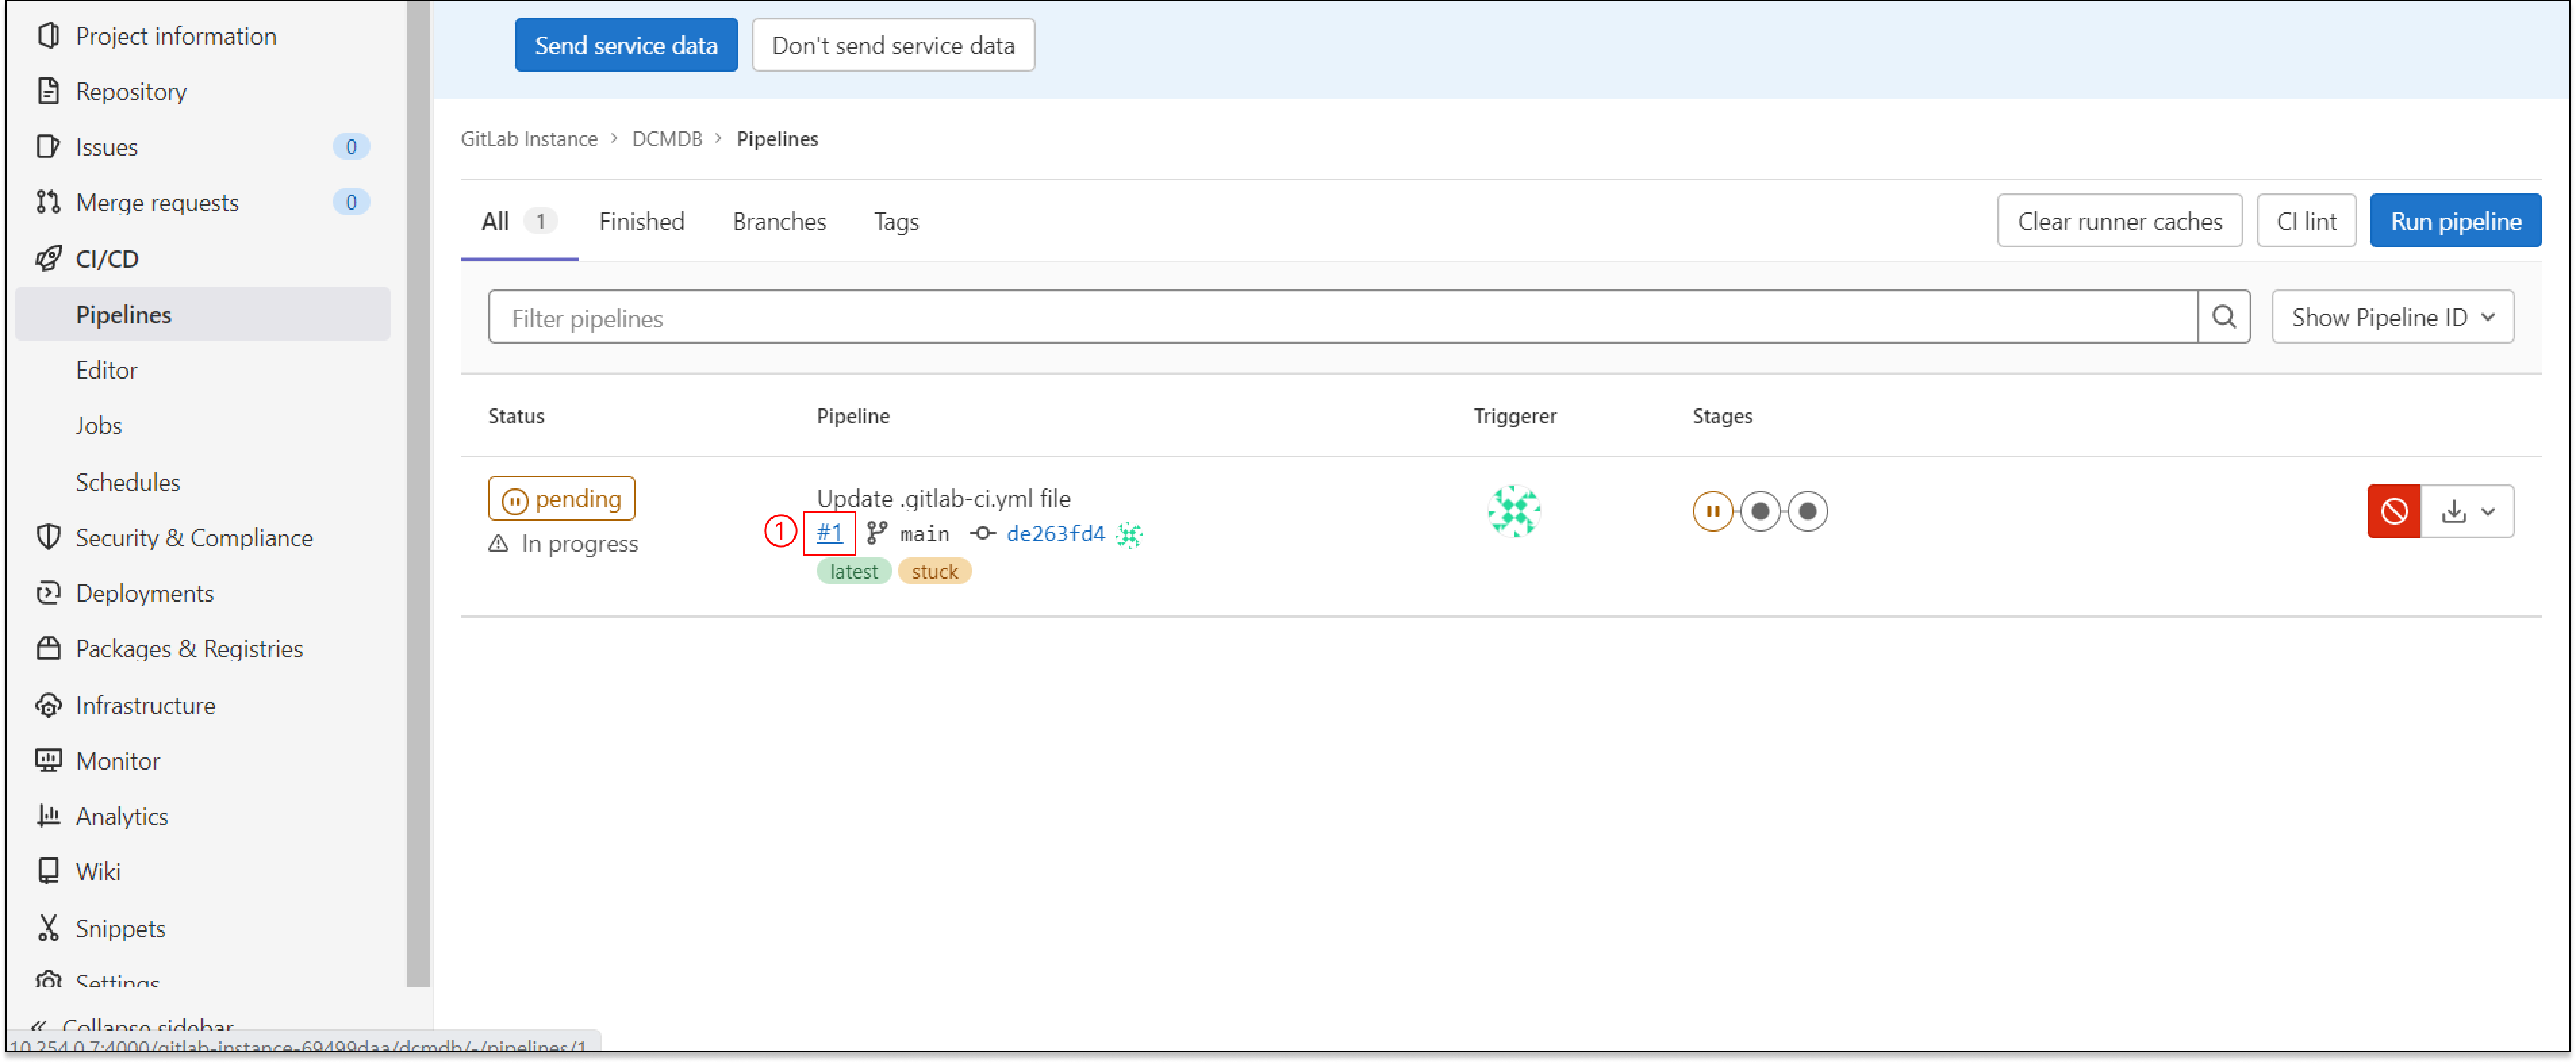 Project information
Repository
Issues 0
Merge requests 0
CI/CD
Pipelines
Editor
Jobs
Schedules
Security & Compliance
Deployments
Packages & Registries
Infrastructure
Monitor
Analytics
Wiki
Snippets
Settings
Collapse sidebar
10.254.0.7:4000/gitlab-instance-69499daa/dcmdb/-/pipelines/1
Send service data Don't send service data
GitLab Instance > DCMDB > Pipelines
All 1 Finished Branches Tags Clear runner caches CI lint Run pipeline
Filter pipelines Show Pipeline ID
Status Pipeline Triggerer Stages
pending Update .gitlab-ci.yml file
① #1 main de263fd4
In progress
latest stuck